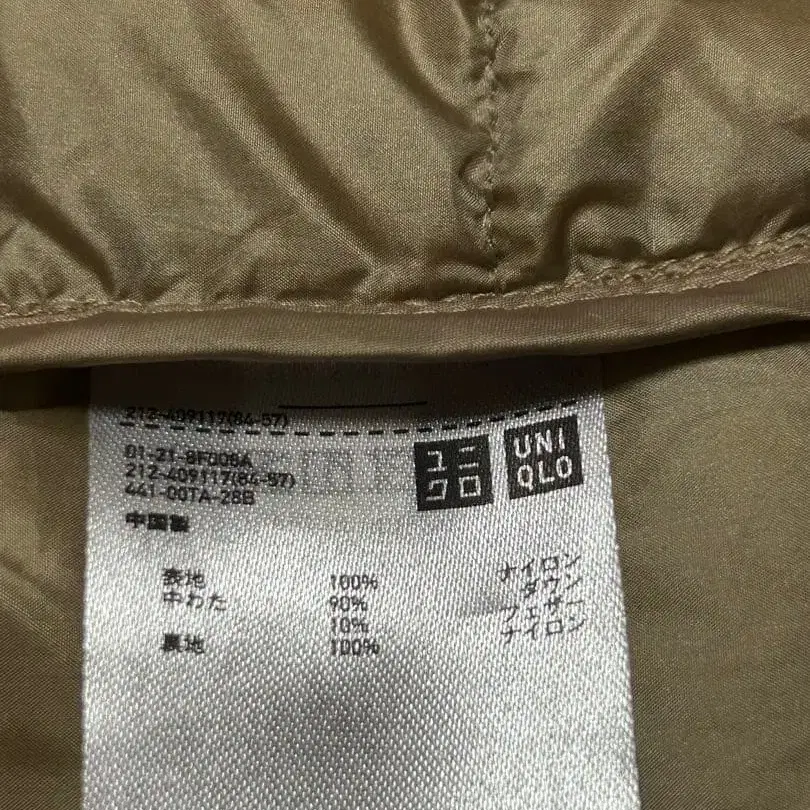 212-409117(84-57)
01-21-8F006A
212-409117(84-57)
441-00TA-28B
ユニ
クロ
UNI
QLO
中国製
表地 100% ナイロン
中わた 90% ダウン
10% フェザー
裏地 100% ナイロン